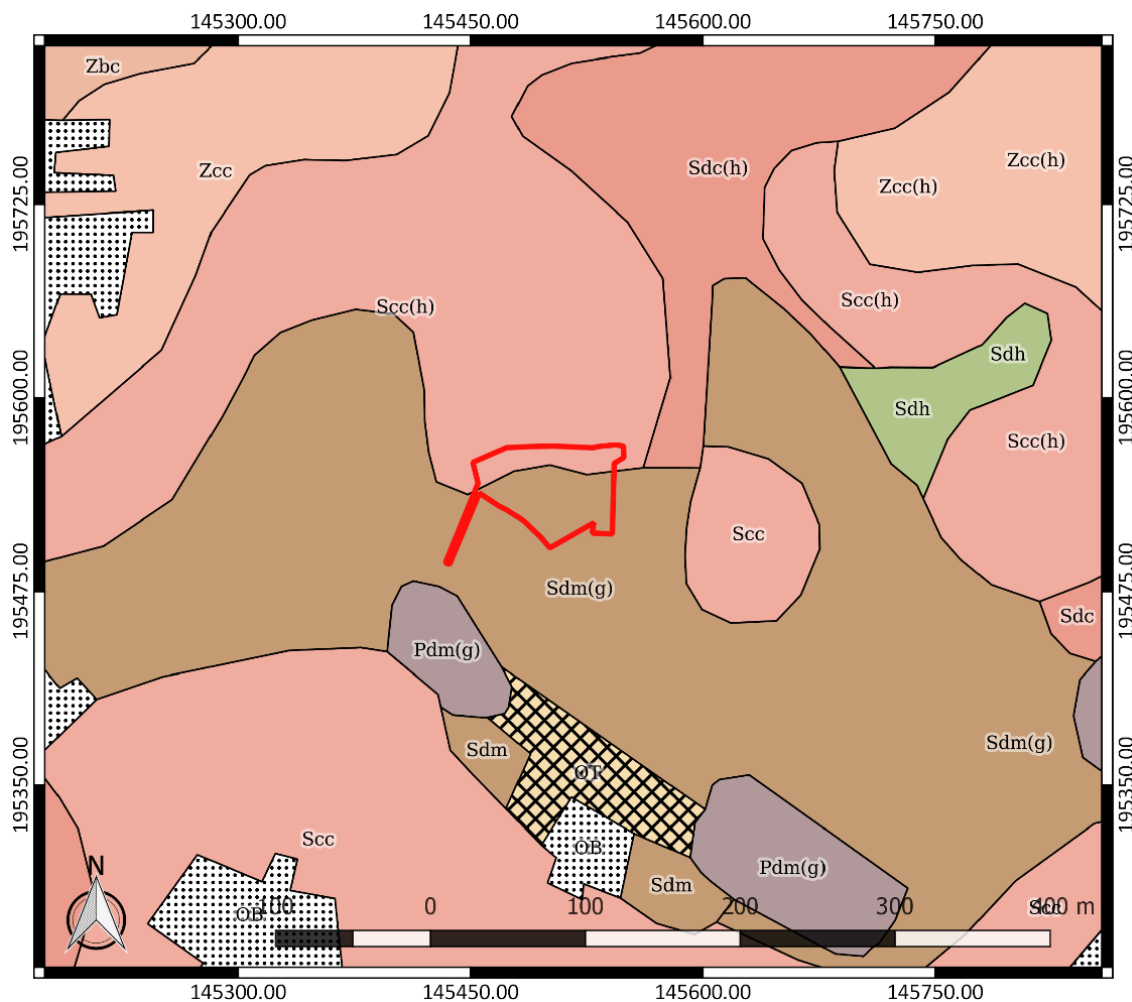 145300.00 145450.00 145600.00 145750.00
Zbc
Zcc
Sdc(h)
Zcc(h)
Zcc(h)
195725.00
195725.00
Scc(h)
Scc(h)
Sdh
Sdh
195600.00
195600.00
Scc(h)
Scc
Sdm(g)
195475.00
195475.00
Sdc
Pdm(g)
Sdm
Sdm(g)
OT
195350.00
195350.00
Scc
OB
Sdm
Pdm(g)
N
OB
Scc
100 0 100 200 300 400 m
145300.00 145450.00 145600.00 145750.00